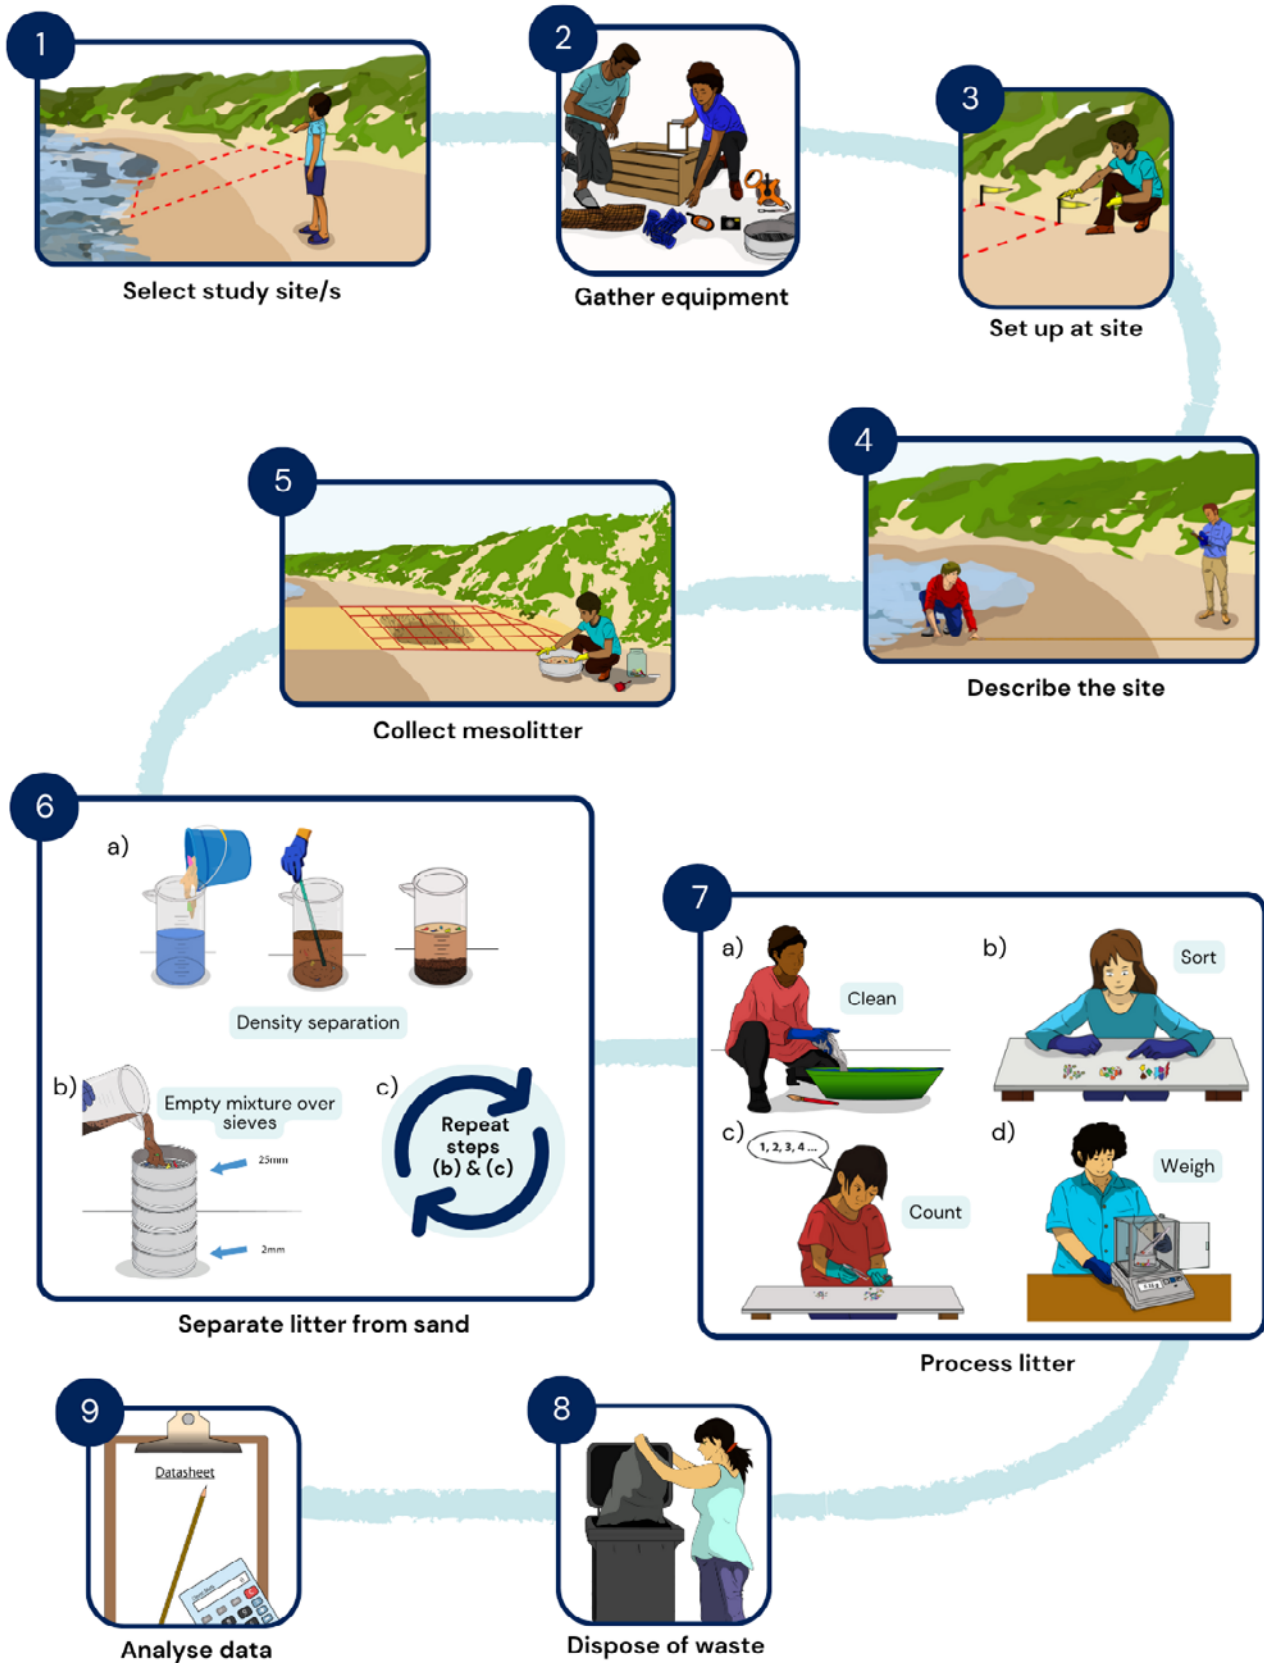 1
Select study site/s
2
Gather equipment
3
Set up at site
4
Describe the site
5
Collect mesolitter
6
a)
Density separation
b)
Empty mixture over
sieves
25mm
2mm
c)
Repeat
steps
(b) & (c)
Separate litter from sand
7
a)
Clean
b)
Sort
c)
1, 2, 3, 4 ...
Count
d)
Weigh
Process litter
8
Dispose of waste
9
Datasheet
Analyse data